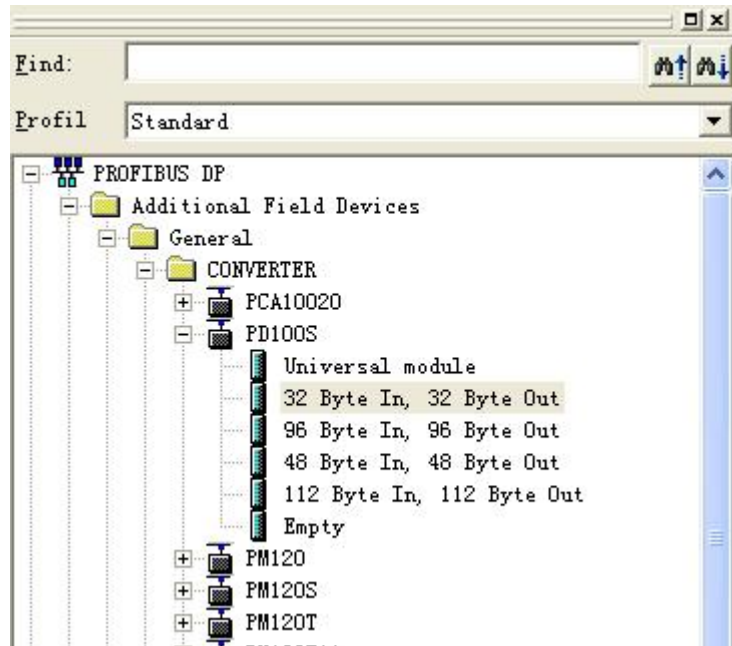 Find:
Profil Standard
PROFIBUS DP
Additional Field Devices
General
CONVERTER
PCA10020
PD100S
Universal module
32 Byte In, 32 Byte Out
96 Byte In, 96 Byte Out
48 Byte In, 48 Byte Out
112 Byte In, 112 Byte Out
Empty
PM120
PM120S
PM120T